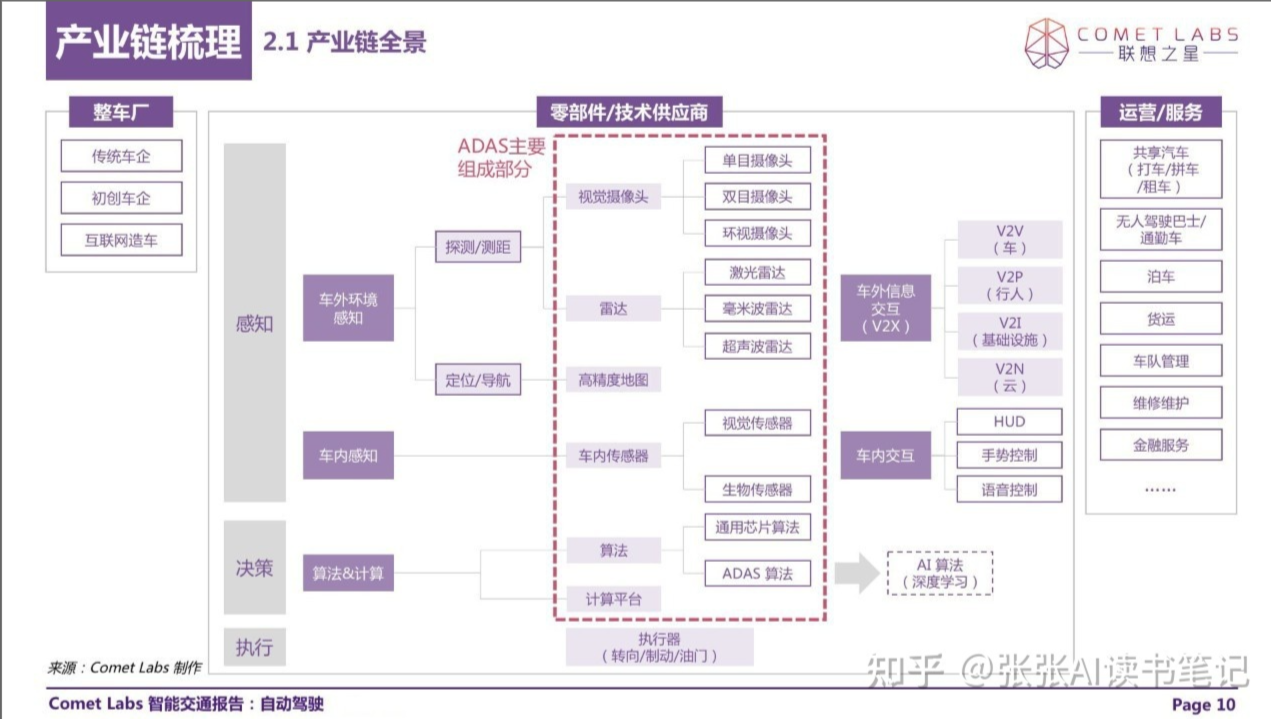 产业链梳理
2.1 产业链全景
COMET LABS
联想之星
整车厂
传统车企
初创车企
互联网造车
零部件/技术供应商
ADAS主要
组成部分
感知
车外环境
感知
探测/测距
视觉摄像头
单目摄像头
双目摄像头
环视摄像头
雷达
激光雷达
毫米波雷达
超声波雷达
定位/导航
高精度地图
车内感知
车内传感器
视觉传感器
生物传感器
车外信息
交互
（V2X）
V2V
（车）
V2P
（行人）
V2I
（基础设施）
V2N
（云）
车内交互
HUD
手势控制
语音控制
决策
算法&计算
算法
通用芯片算法
ADAS 算法
计算平台
AI 算法
（深度学习）
执行
执行器
（转向/制动/油门）
运营/服务
共享汽车
（打车/拼车
/租车）
无人驾驶巴士/
通勤车
泊车
货运
车队管理
维修维护
金融服务
……
来源：Comet Labs 制作
知乎 @张张AI读书笔记
Comet Labs 智能交通报告：自动驾驶
Page 10